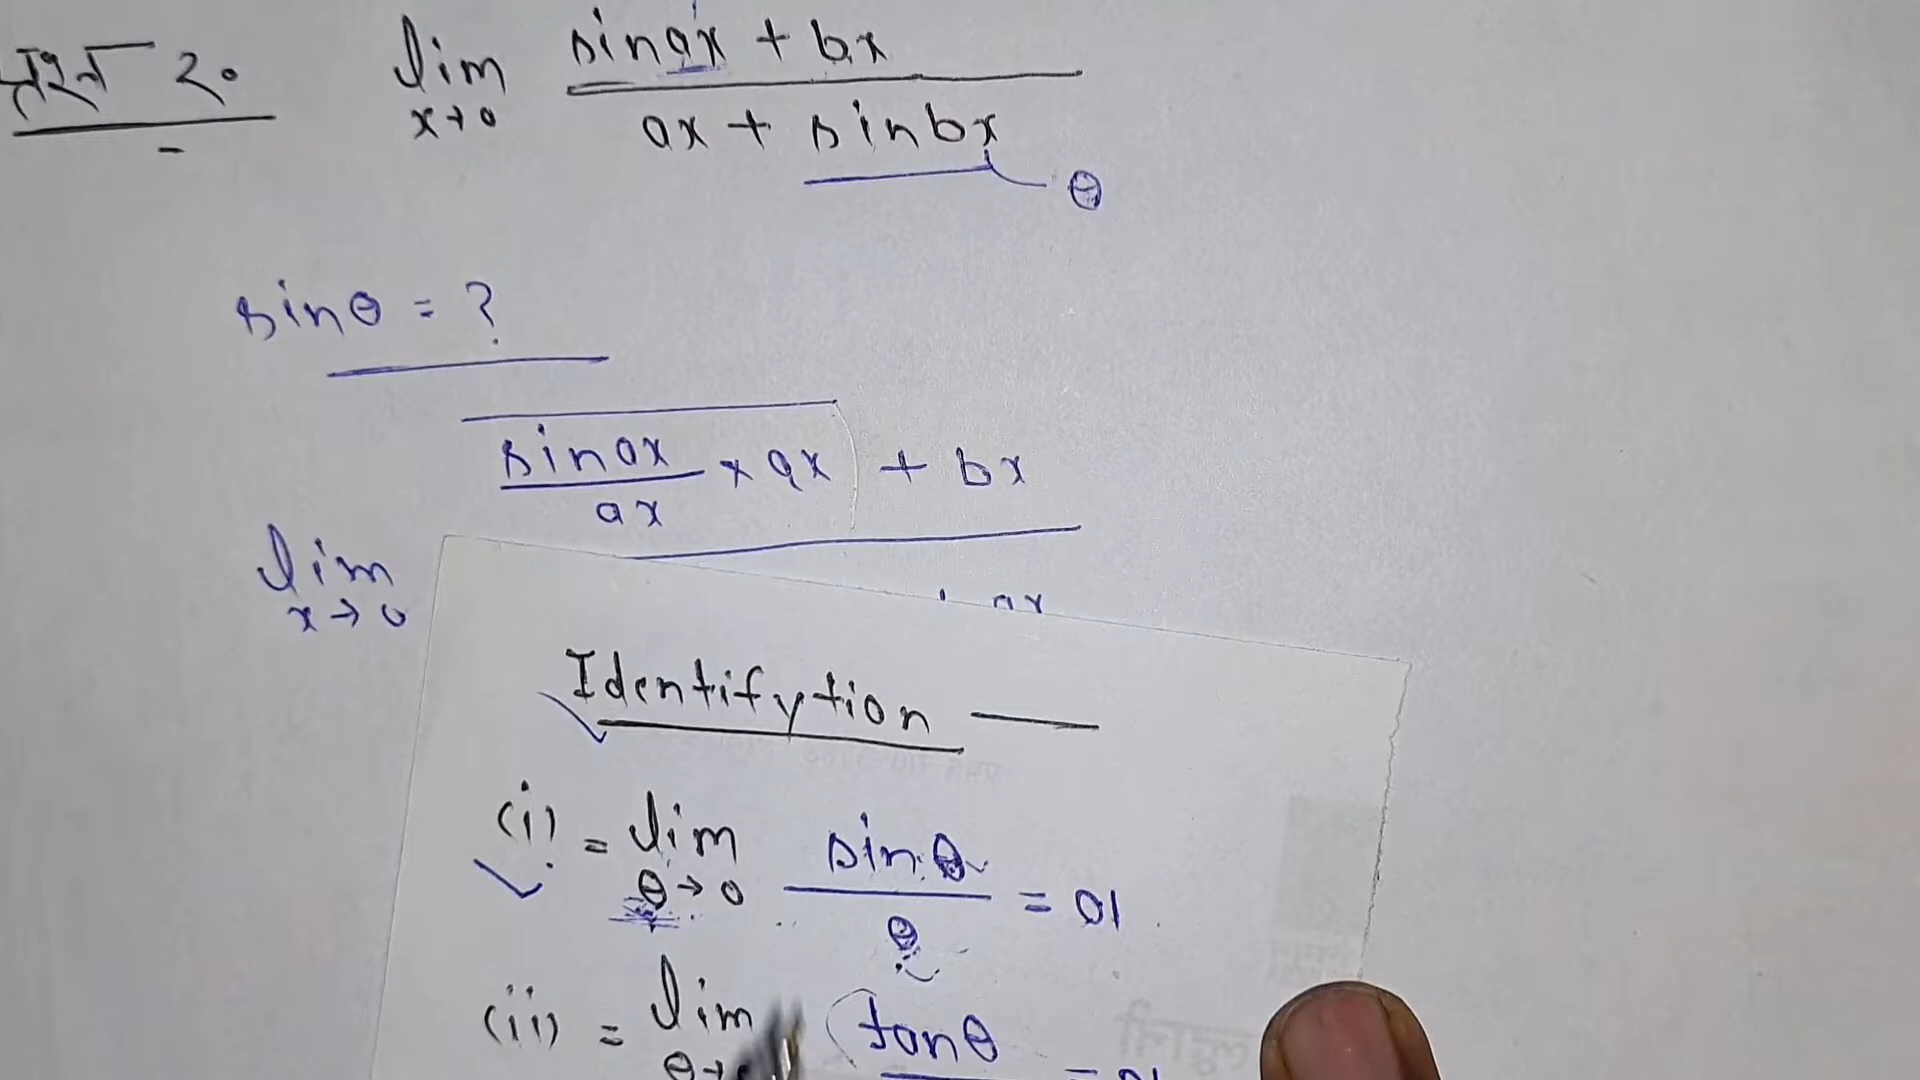 प्रश्न २० lim x→0 sinax + bx / ax + sinbx
θ
sinθ = ?
lim x→0 sinax / ax × ax + bx
Identifytion —
(i) = lim θ→0 sinθ / θ = 01
(ii) = lim θ→ tanθ